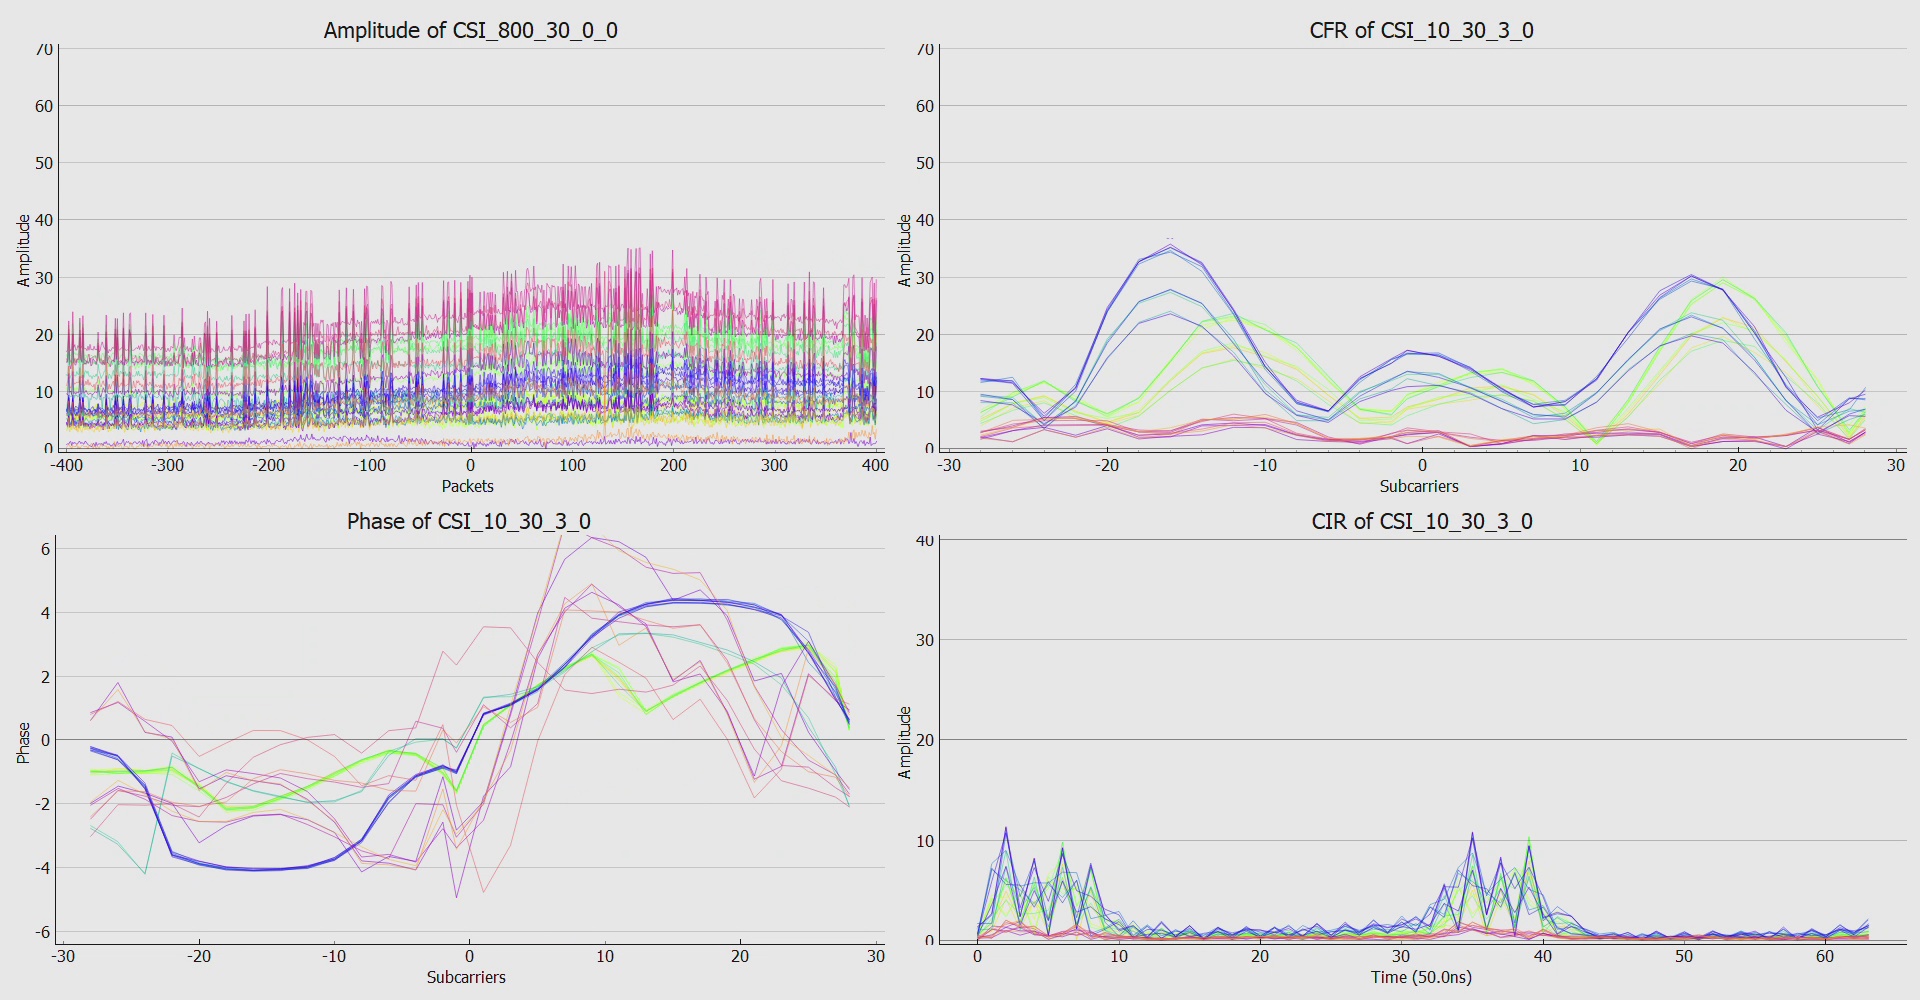 Amplitude of CSI_800_30_0_0
70
60
50
40
30
20
10
0
Amplitude
-400 -300 -200 -100 0 100 200 300 400
Packets
CFR of CSI_10_30_3_0
70
60
50
40
30
20
10
0
Amplitude
-30 -20 -10 0 10 20 30
Subcarriers
Phase of CSI_10_30_3_0
6
4
2
0
-2
-4
-6
Phase
-30 -20 -10 0 10 20 30
Subcarriers
CIR of CSI_10_30_3_0
40
30
20
10
0
Amplitude
0 10 20 30 40 50 60
Time (50.0ns)